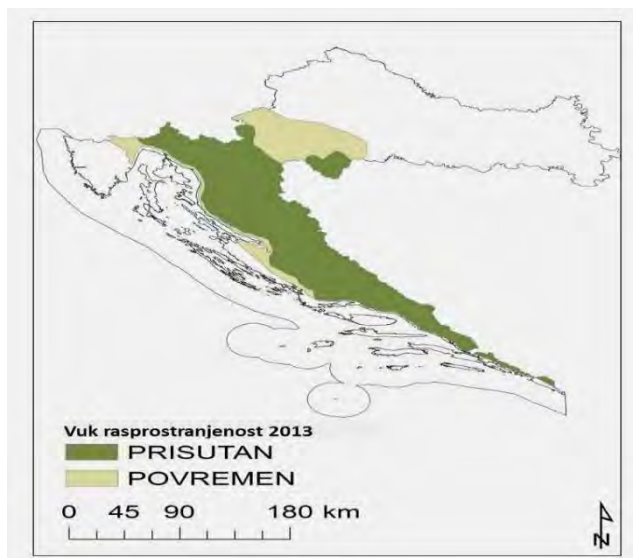 Vuk rasprostranjenost 2013
PRISUTAN
POVREMEN
0 45 90 180 km
N